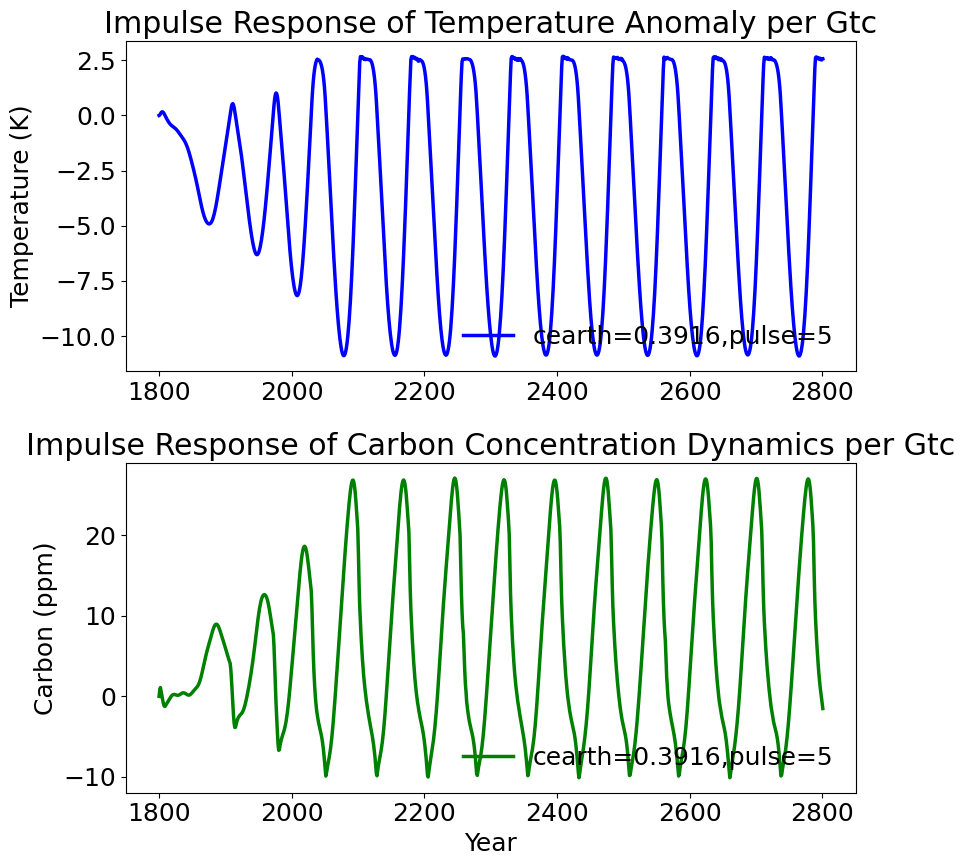 Impulse Response of Temperature Anomaly per Gtc
Temperature (K)
2.5
0.0
−2.5
−5.0
−7.5
−10.0
cearth=0.3916,pulse=5
1800 2000 2200 2400 2600 2800
Impulse Response of Carbon Concentration Dynamics per Gtc
Carbon (ppm)
20
10
0
−10
cearth=0.3916,pulse=5
1800 2000 2200 2400 2600 2800
Year